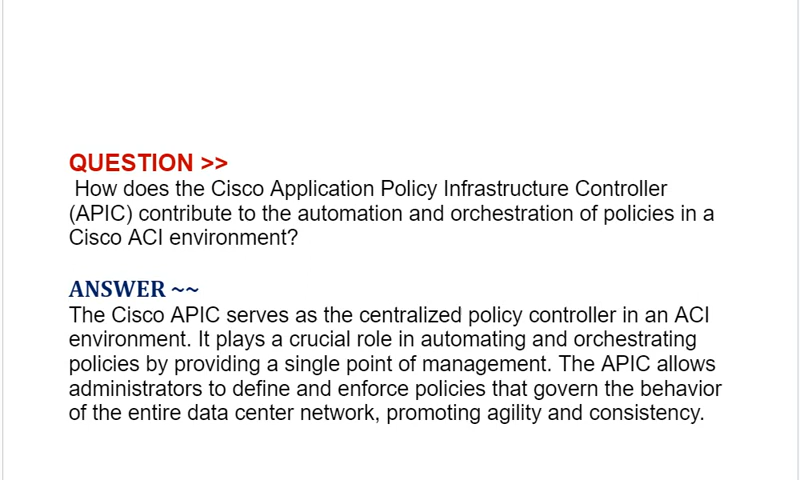 QUESTION >>
How does the Cisco Application Policy Infrastructure Controller
(APIC) contribute to the automation and orchestration of policies in a
Cisco ACI environment?
ANSWER ~~
The Cisco APIC serves as the centralized policy controller in an ACI
environment. It plays a crucial role in automating and orchestrating
policies by providing a single point of management. The APIC allows
administrators to define and enforce policies that govern the behavior
of the entire data center network, promoting agility and consistency.